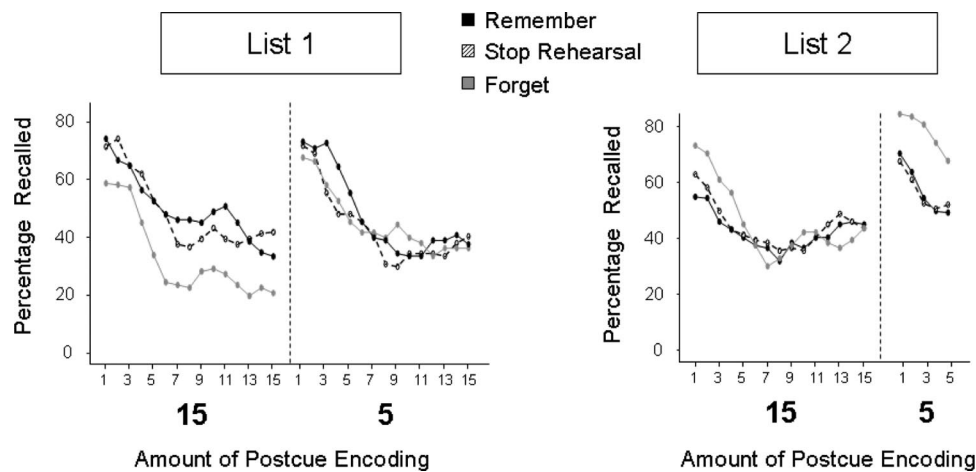 List 1
Remember
Stop Rehearsal
Forget
List 2
Percentage Recalled
80
60
40
20
0
1 3 5 7 9 11 13 15
1 3 5 7 9 11 13 15
15
5
Amount of Postcue Encoding
Percentage Recalled
80
60
40
20
0
1 3 5 7 9 11 13 15
1 3 5
15
5
Amount of Postcue Encoding